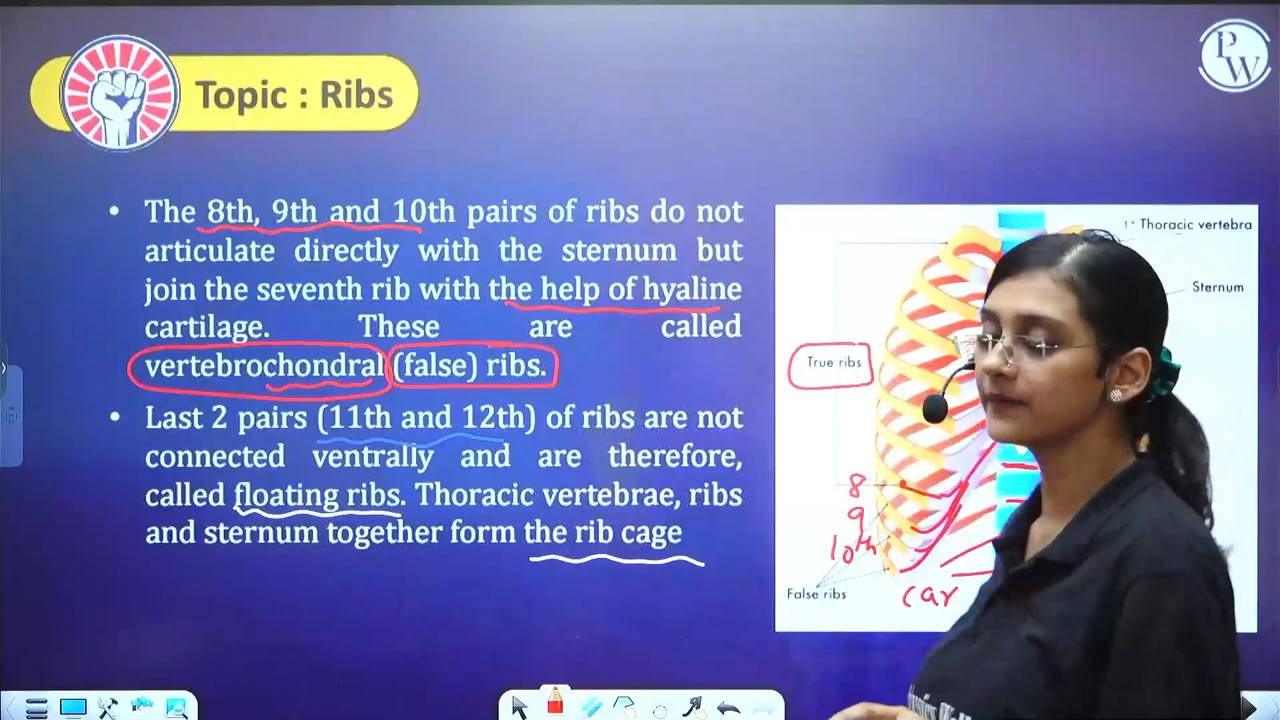 PW
Topic : Ribs
• The 8th, 9th and 10th pairs of ribs do not
articulate directly with the sternum but
join the seventh rib with the help of hyaline
cartilage. These are called
vertebrochondral (false) ribs.
• Last 2 pairs (11th and 12th) of ribs are not
connected ventrally and are therefore,
called floating ribs. Thoracic vertebrae, ribs
and sternum together form the rib cage
Thoracic vertebra
Sternum
True ribs
8
9
10th
False ribs
car